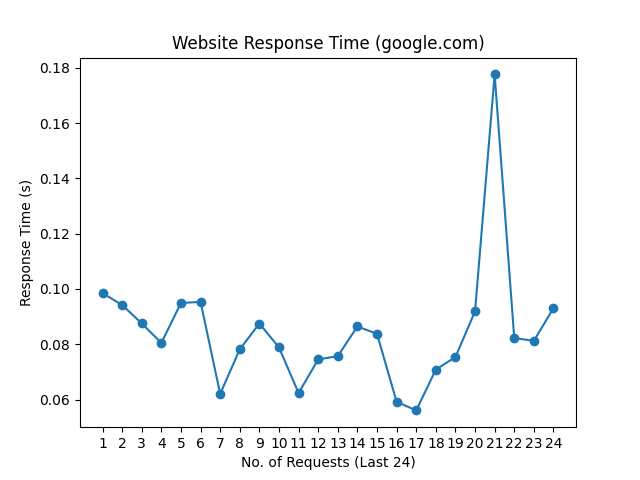 Website Response Time (google.com)
Response Time (s)
0.18
0.16
0.14
0.12
0.10
0.08
0.06
1 2 3 4 5 6 7 8 9 10 11 12 13 14 15 16 17 18 19 20 21 22 23 24
No. of Requests (Last 24)